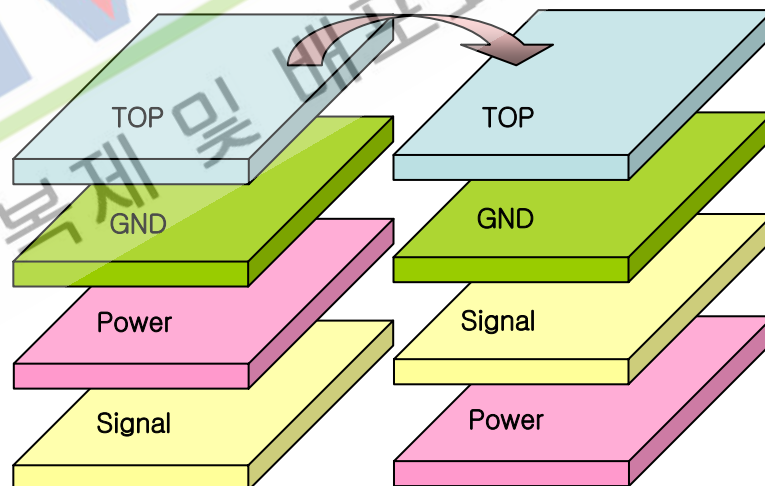 TOP
GND
Power
Signal
TOP
GND
Signal
Power
복제 및 배포